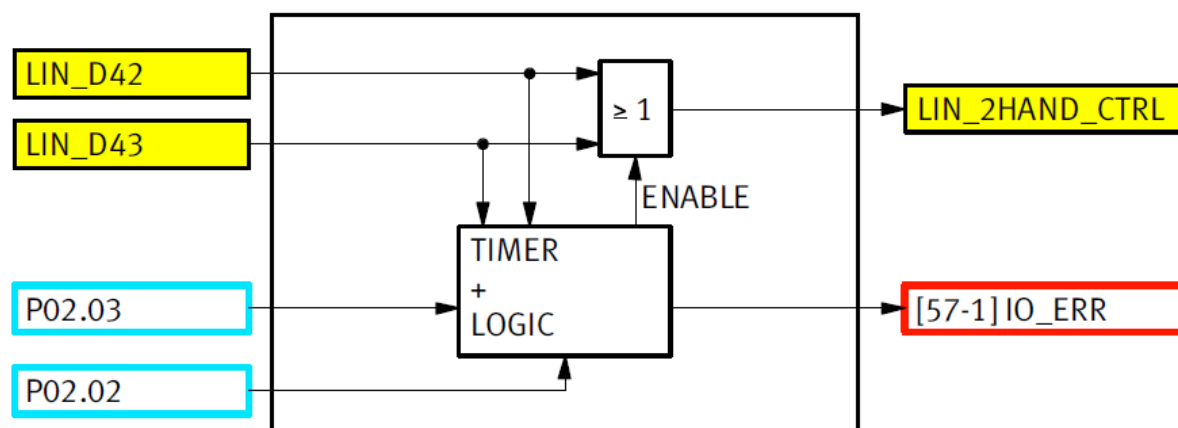 LIN_D42
LIN_D43
≥ 1
LIN_2HAND_CTRL
ENABLE
TIMER
+
LOGIC
P02.03
P02.02
[57-1] IO_ERR